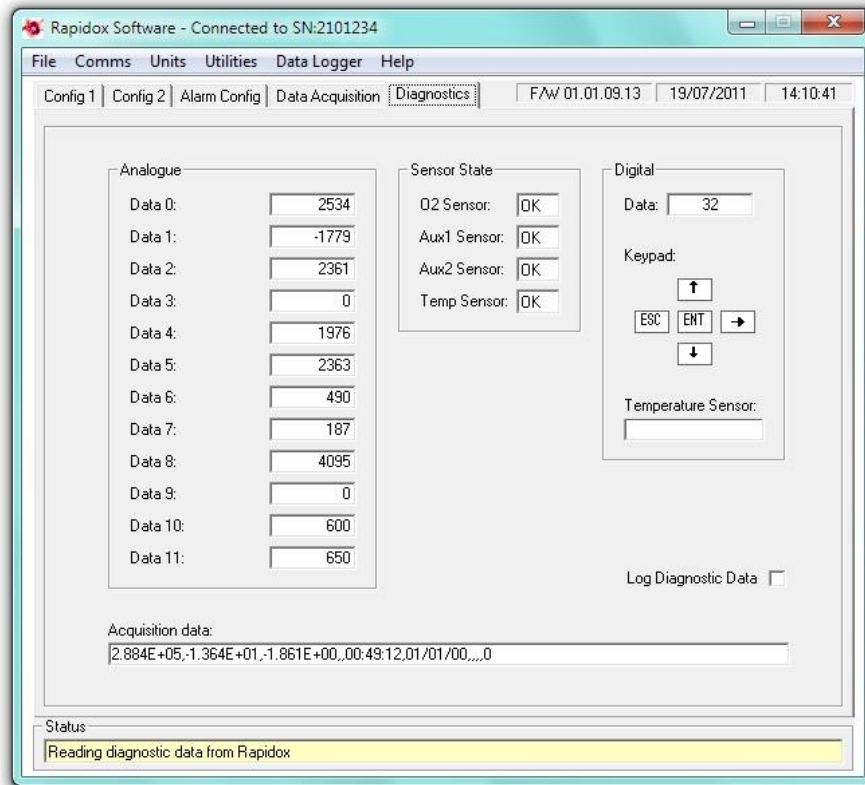 Rapidox Software - Connected to SN:2101234
File Comms Units Utilities Data Logger Help
Config 1 Config 2 Alarm Config Data Acquisition Diagnostics F/W 01.01.09.13 19/07/2011 14:10:41
Analogue
Data 0: 2534
Data 1: -1779
Data 2: 2361
Data 3: 0
Data 4: 1976
Data 5: 2363
Data 6: 490
Data 7: 187
Data 8: 4095
Data 9: 0
Data 10: 600
Data 11: 650
Sensor State
O2 Sensor: OK
Aux1 Sensor: OK
Aux2 Sensor: OK
Temp Sensor: OK
Digital
Data: 32
Keypad:
↑
ESC ENT →
↓
Temperature Sensor:
Log Diagnostic Data
Acquisition data:
2.884E+05,-1.364E+01,-1.861E+00,,00:49:12,01/01/00,,,,0
Status
Reading diagnostic data from Rapidox